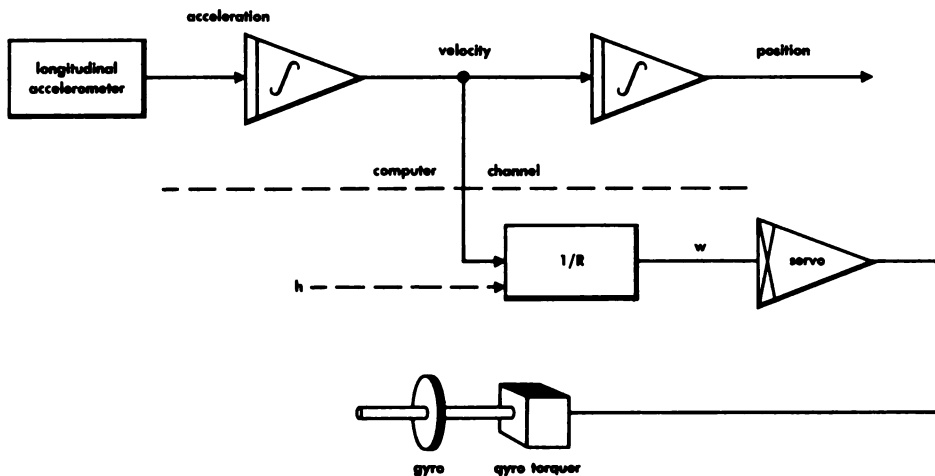 acceleration
longitudinal
accelerometer
∫
velocity
∫
position
computer channel
1/R
w
servo
h
gyro
gyro torquer